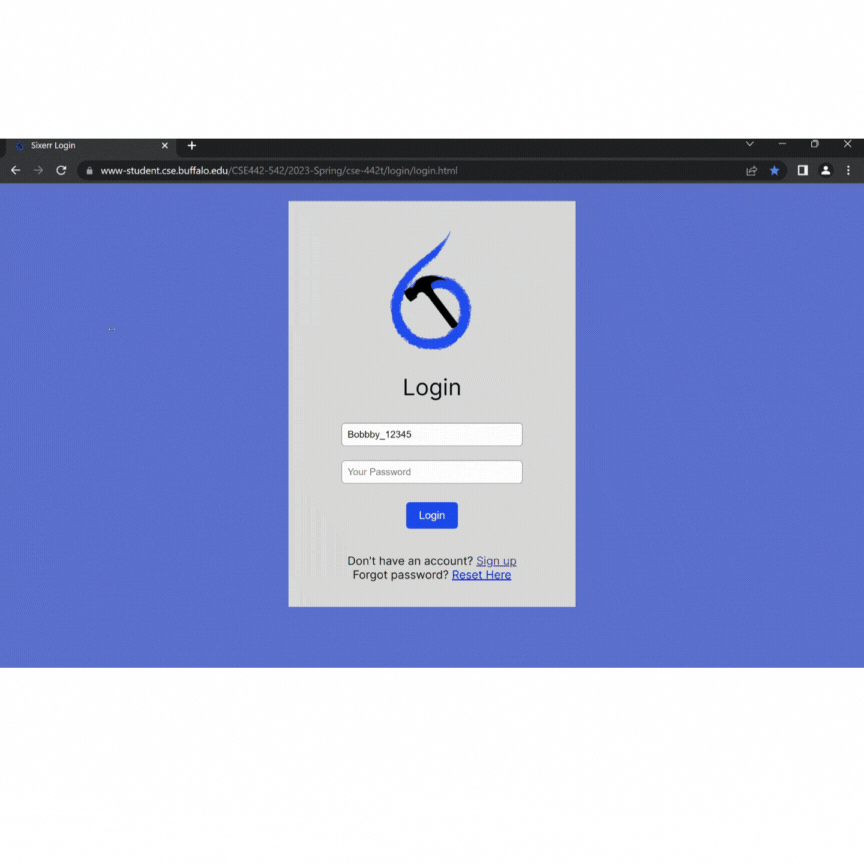 Sixerr Login
www-student.cse.buffalo.edu/CSE442-542/2023-Spring/cse-442t/login/login.html
Login
Bobbby_12345
Your Password
Login
Don't have an account? Sign up
Forgot password? Reset Here